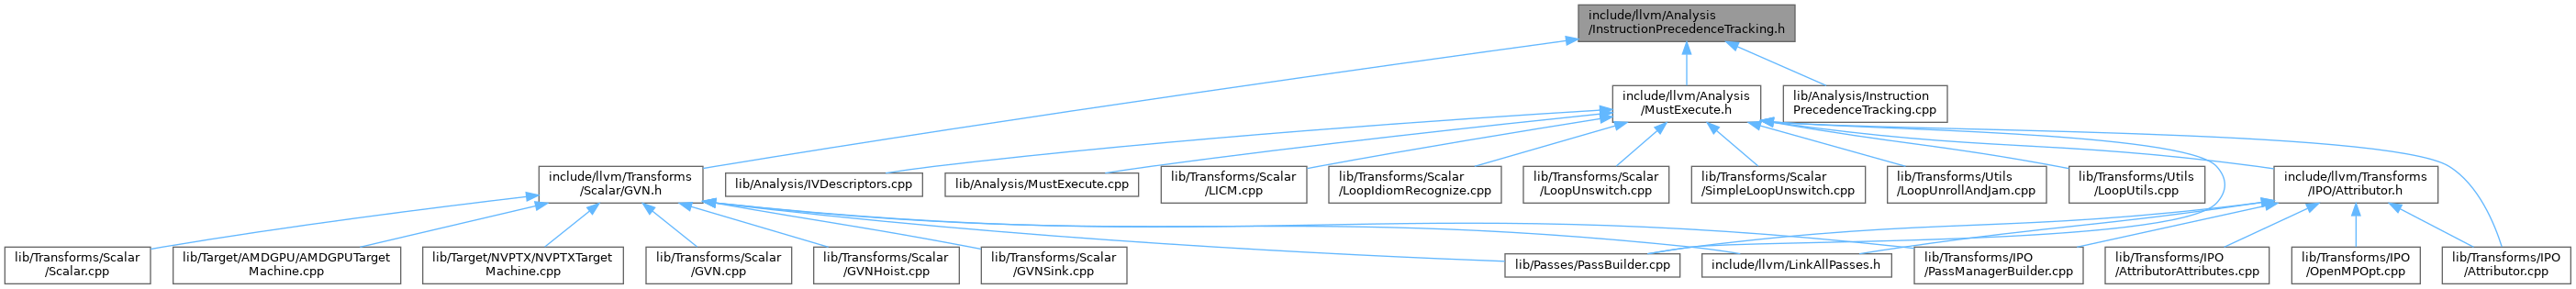 include/llvm/Analysis
/InstructionPrecedenceTracking.h
include/llvm/Analysis
/MustExecute.h
lib/Analysis/Instruction
PrecedenceTracking.cpp
include/llvm/Transforms
/Scalar/GVN.h
lib/Analysis/IVDescriptors.cpp
lib/Analysis/MustExecute.cpp
lib/Transforms/Scalar
/LICM.cpp
lib/Transforms/Scalar
/LoopIdiomRecognize.cpp
lib/Transforms/Scalar
/LoopUnswitch.cpp
lib/Transforms/Scalar
/SimpleLoopUnswitch.cpp
lib/Transforms/Utils
/LoopUnrollAndJam.cpp
lib/Transforms/Utils
/LoopUtils.cpp
include/llvm/Transforms
/IPO/Attributor.h
lib/Transforms/Scalar
/Scalar.cpp
lib/Target/AMDGPU/AMDGPUTarget
Machine.cpp
lib/Target/NVPTX/NVPTXTarget
Machine.cpp
lib/Transforms/Scalar
/GVN.cpp
lib/Transforms/Scalar
/GVNHoist.cpp
lib/Transforms/Scalar
/GVNSink.cpp
lib/Passes/PassBuilder.cpp
include/llvm/LinkAllPasses.h
lib/Transforms/IPO
/PassManagerBuilder.cpp
lib/Transforms/IPO
/AttributorAttributes.cpp
lib/Transforms/IPO
/OpenMPOpt.cpp
lib/Transforms/IPO
/Attributor.cpp